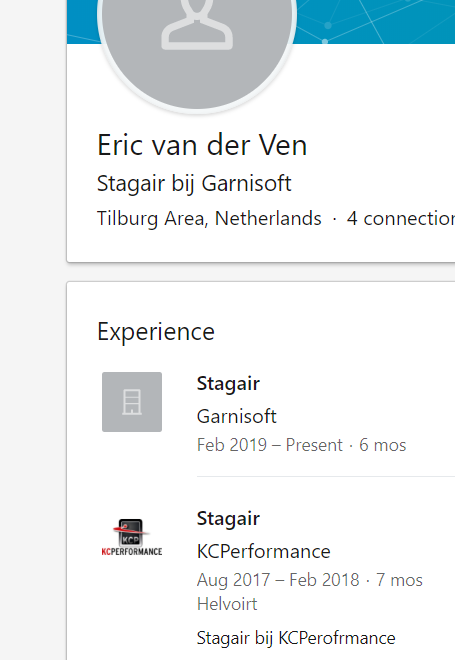 Eric van der Ven
Stagair bij Garnisoft
Tilburg Area, Netherlands · 4 connection
Experience
Stagair
Garnisoft
Feb 2019 – Present · 6 mos
KCP
KCPERFORMANCE
Stagair
KCPerformance
Aug 2017 – Feb 2018 · 7 mos
Helvoirt
Stagair bij KCPerofrmance